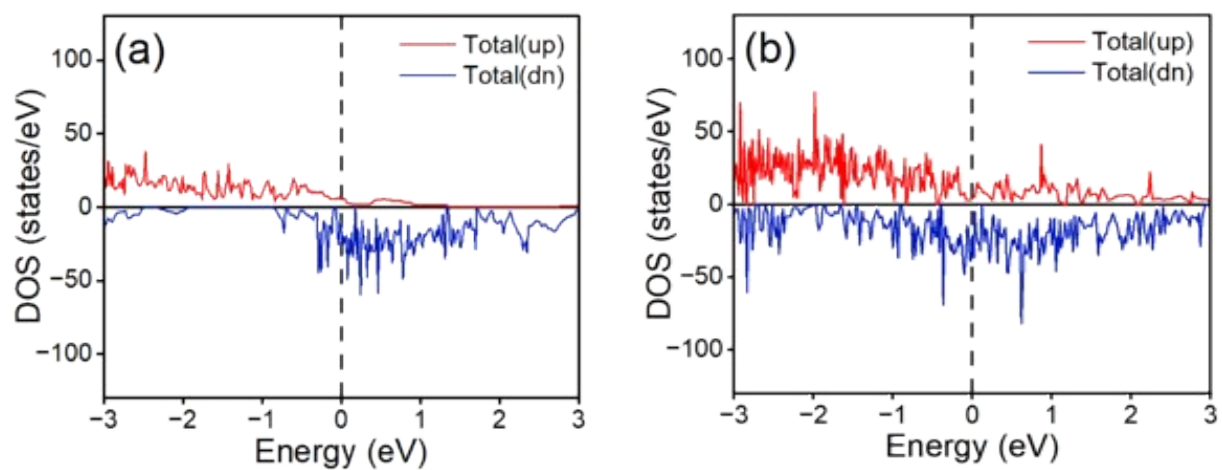 (a)
Total(up)
Total(dn)
DOS (states/eV)
100
50
0
−50
−100
−3 −2 −1 0 1 2 3
Energy (eV)
(b)
Total(up)
Total(dn)
DOS (states/eV)
100
50
0
−50
−100
−3 −2 −1 0 1 2 3
Energy (eV)